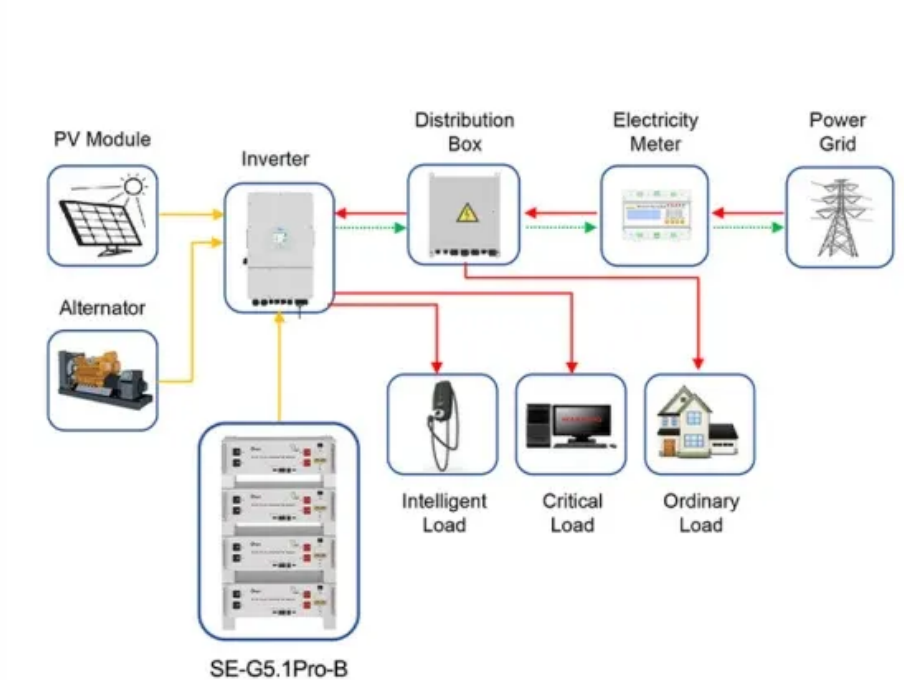 Distribution
Box
Electricity
Meter
Power
Grid
PV Module
Inverter
Alternator
Intelligent
Load
Critical
Load
Ordinary
Load
SE-G5.1Pro-B